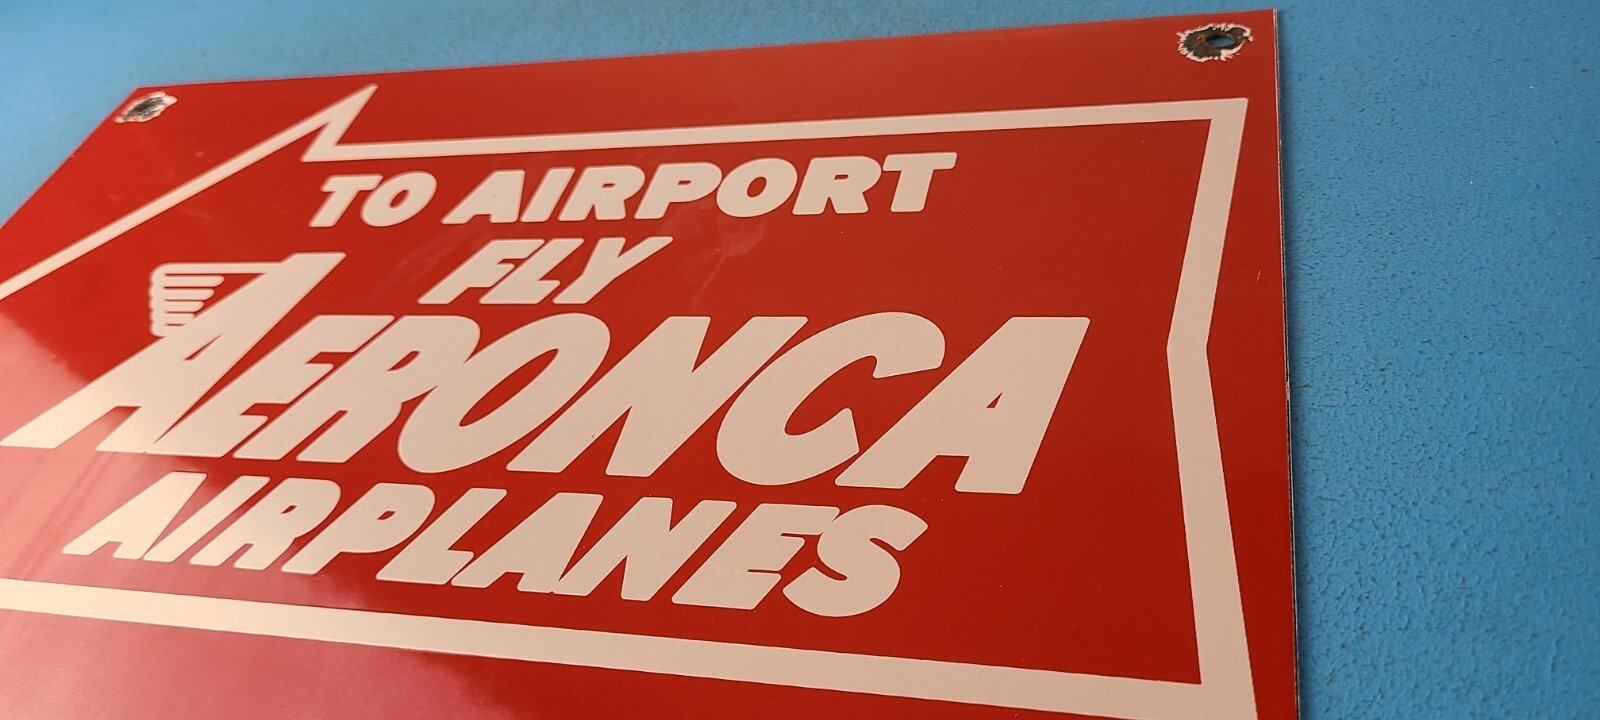 TO AIRPORT
FLY
AERONCA
AIRPLANES